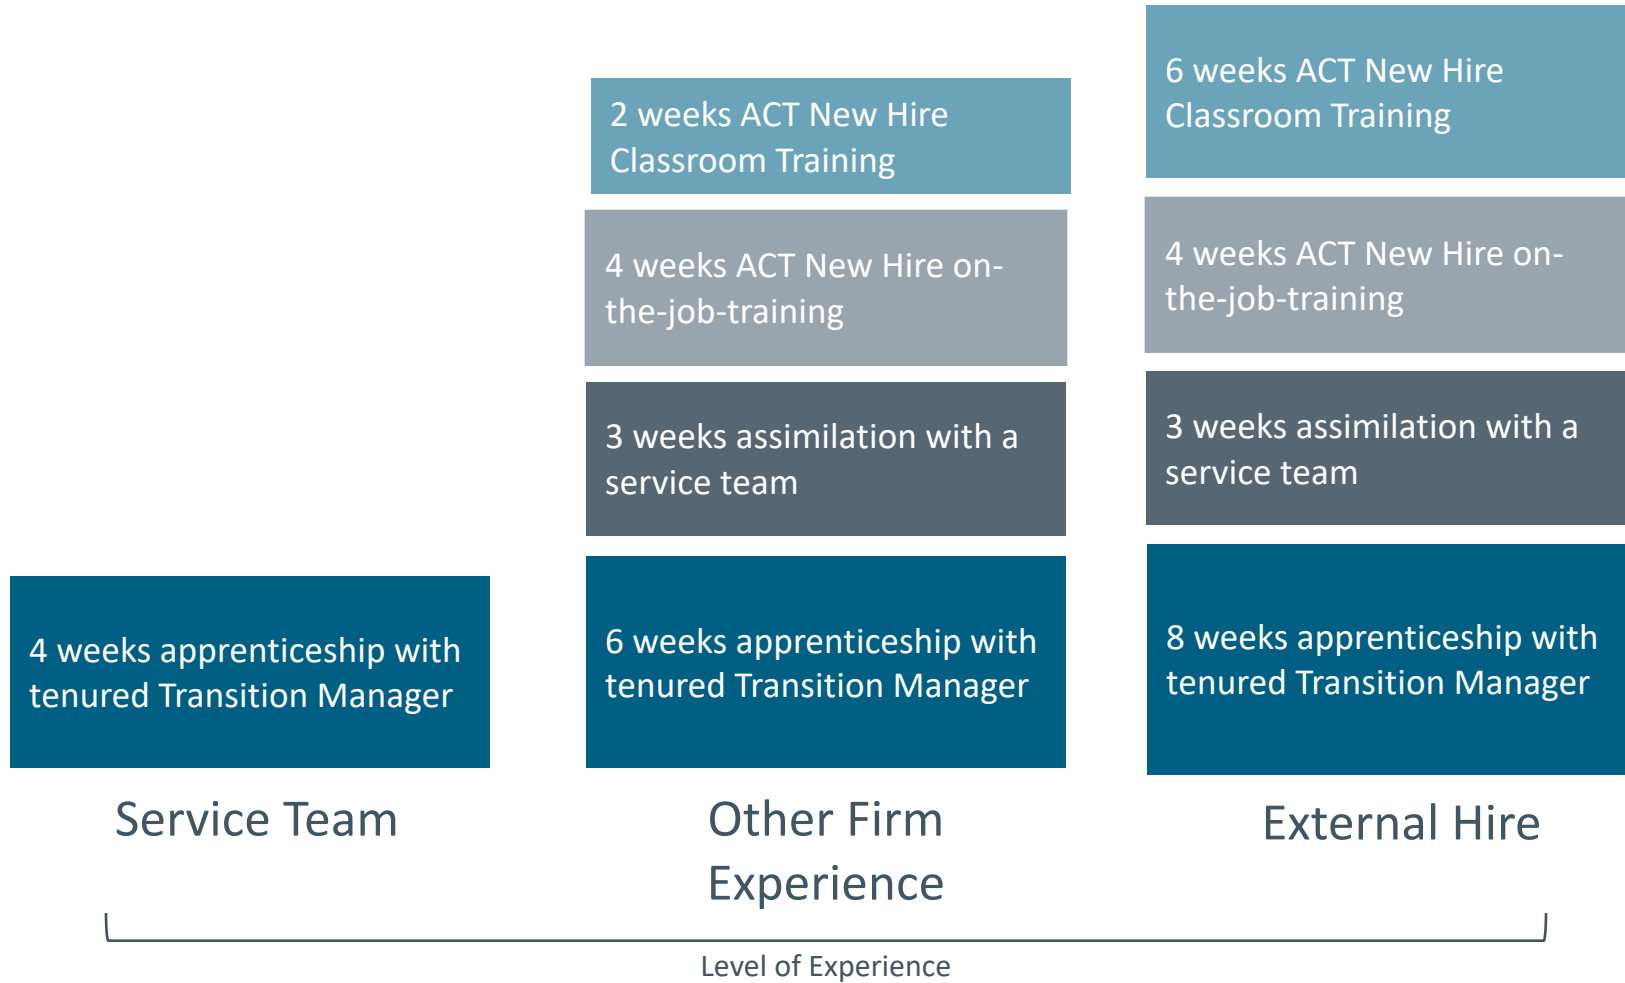 4 weeks apprenticeship with
tenured Transition Manager
Service Team
2 weeks ACT New Hire
Classroom Training
4 weeks ACT New Hire on-
the-job-training
3 weeks assimilation with a
service team
6 weeks apprenticeship with
tenured Transition Manager
Other Firm
Experience
6 weeks ACT New Hire
Classroom Training
4 weeks ACT New Hire on-
the-job-training
3 weeks assimilation with a
service team
8 weeks apprenticeship with
tenured Transition Manager
External Hire
Level of Experience